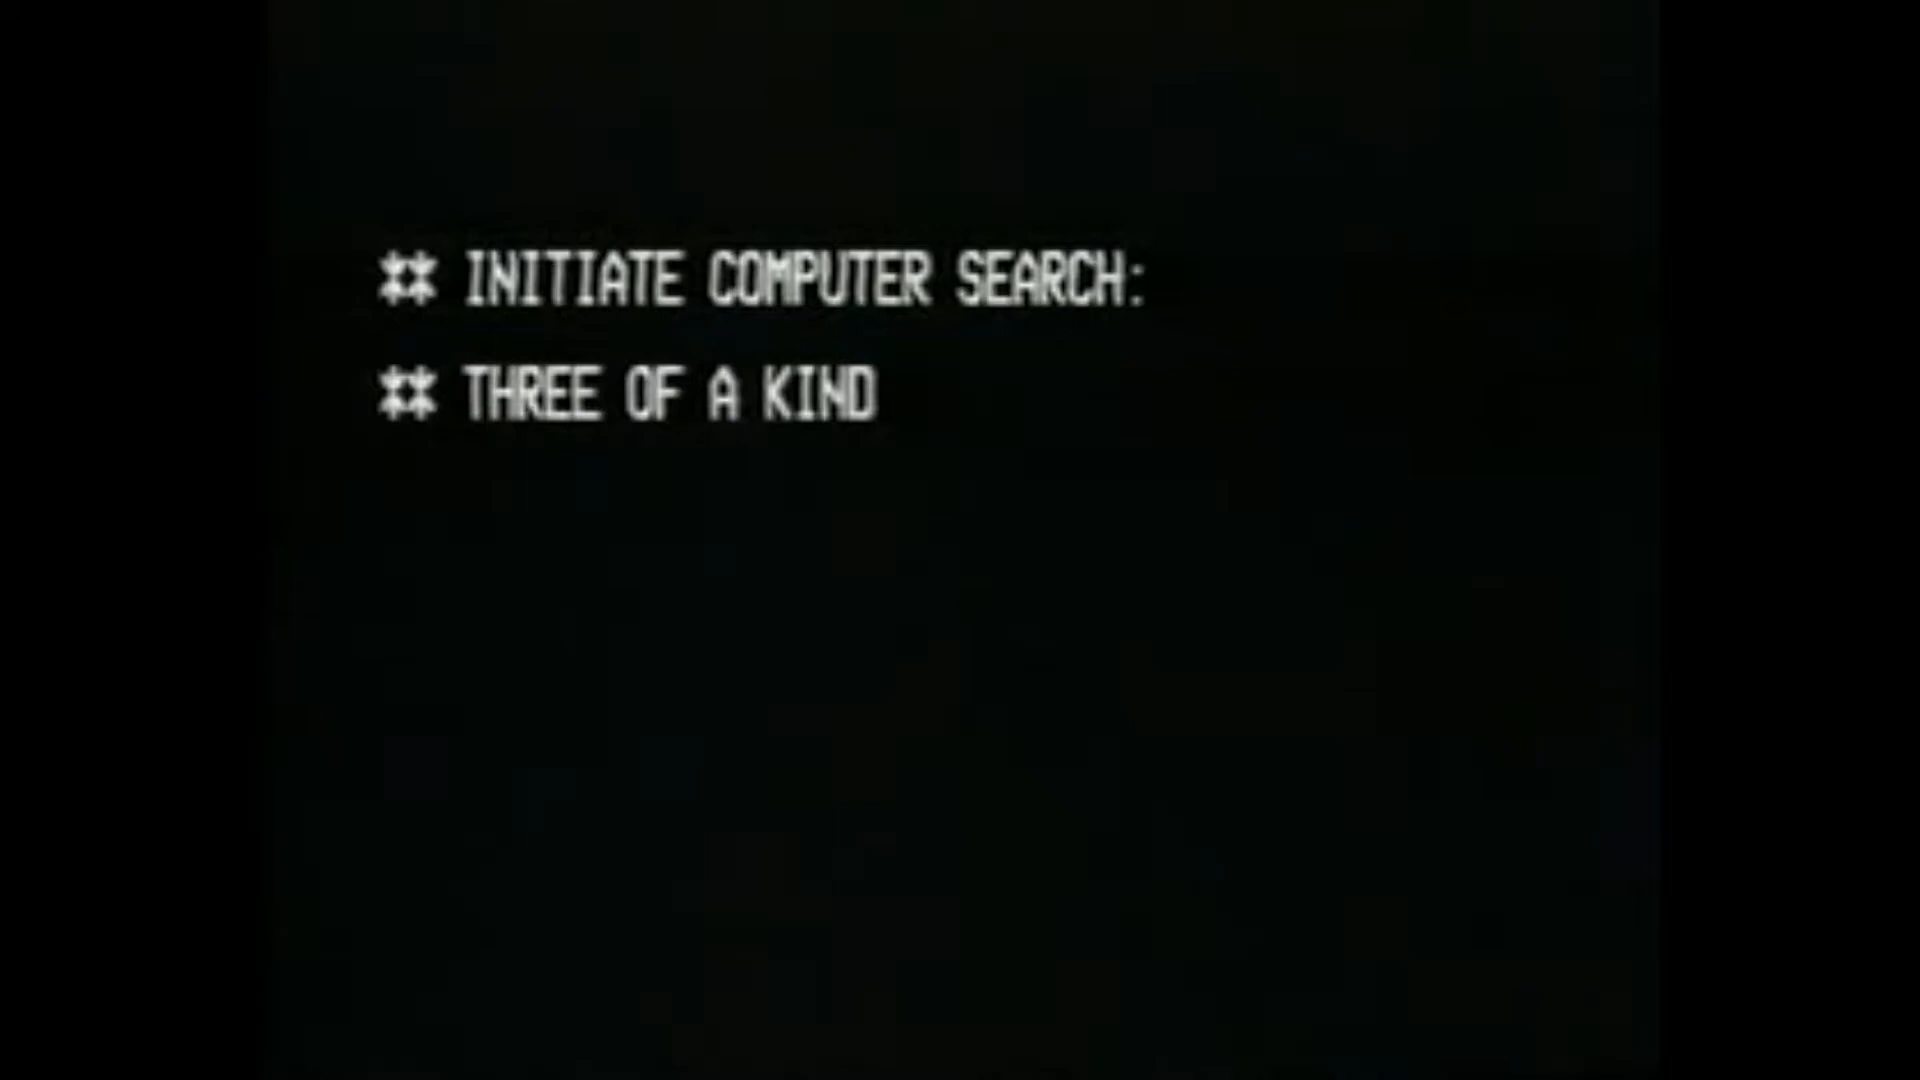 ** INITIATE COMPUTER SEARCH:
** THREE OF A KIND